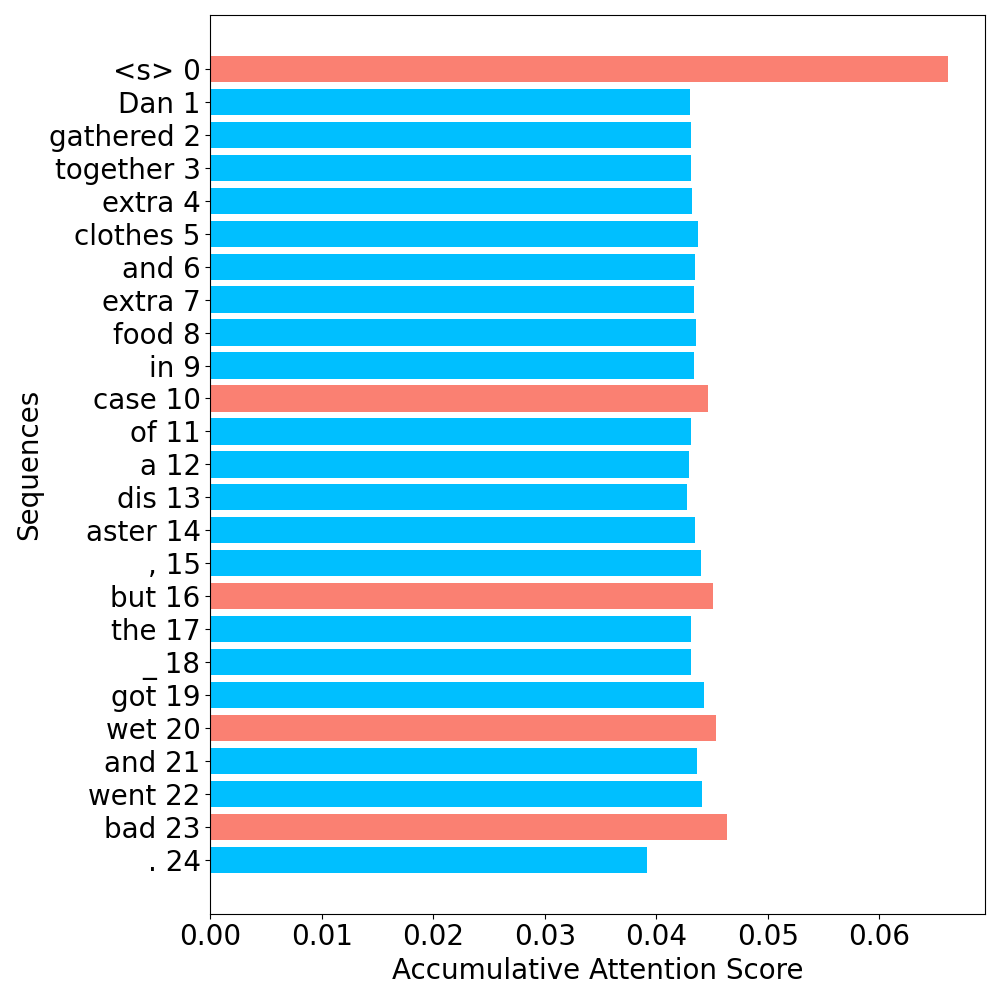 <s> 0
Dan 1
gathered 2
together 3
extra 4
clothes 5
and 6
extra 7
food 8
in 9
case 10
of 11
a 12
dis 13
aster 14
, 15
but 16
the 17
_ 18
got 19
wet 20
and 21
went 22
bad 23
. 24
Sequences
0.00 0.01 0.02 0.03 0.04 0.05 0.06
Accumulative Attention Score